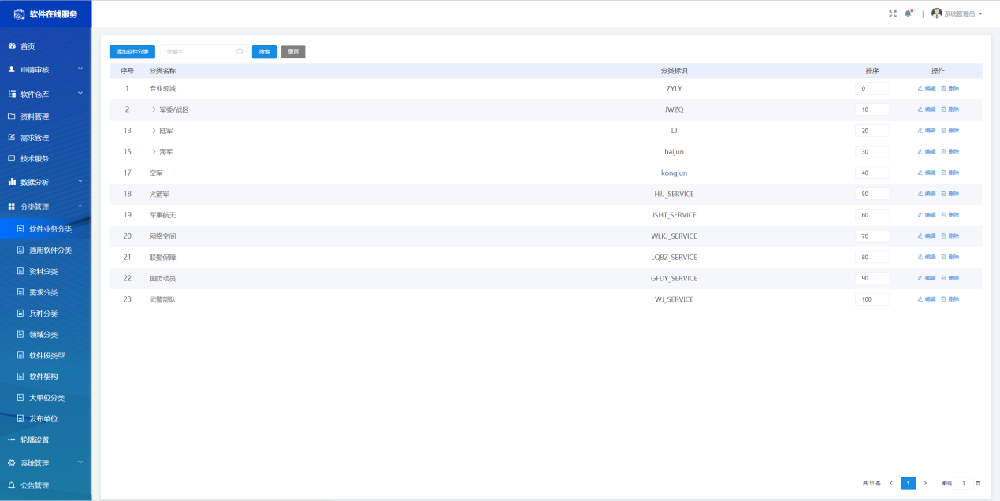 软件在线服务
系统管理员
首页
申请审核
软件仓库
资料管理
需求管理
技术服务
数据分析
分类管理
软件业务分类
通用软件分类
资料分类
需求分类
兵种分类
领域分类
软件段类型
软件架构
大单位分类
发布单位
轮播设置
系统管理
公告管理
添加软件分类 关键字 搜索 重置
序号 分类名称 分类标识 排序 操作
1 专业领域 ZYLY 0 编辑 删除
2 军委/战区 JWZQ 10 编辑 删除
13 陆军 LJ 20 编辑 删除
15 海军 haijun 30 编辑 删除
17 空军 kongjun 40 编辑 删除
18 火箭军 HJJ_SERVICE 50 编辑 删除
19 军事航天 JSHT_SERVICE 60 编辑 删除
20 网络空间 WLKJ_SERVICE 70 编辑 删除
21 联勤保障 LQBZ_SERVICE 80 编辑 删除
22 国防动员 GFDY_SERVICE 90 编辑 删除
23 武警部队 WJ_SERVICE 100 编辑 删除
共 11 条 1 前往 1 页